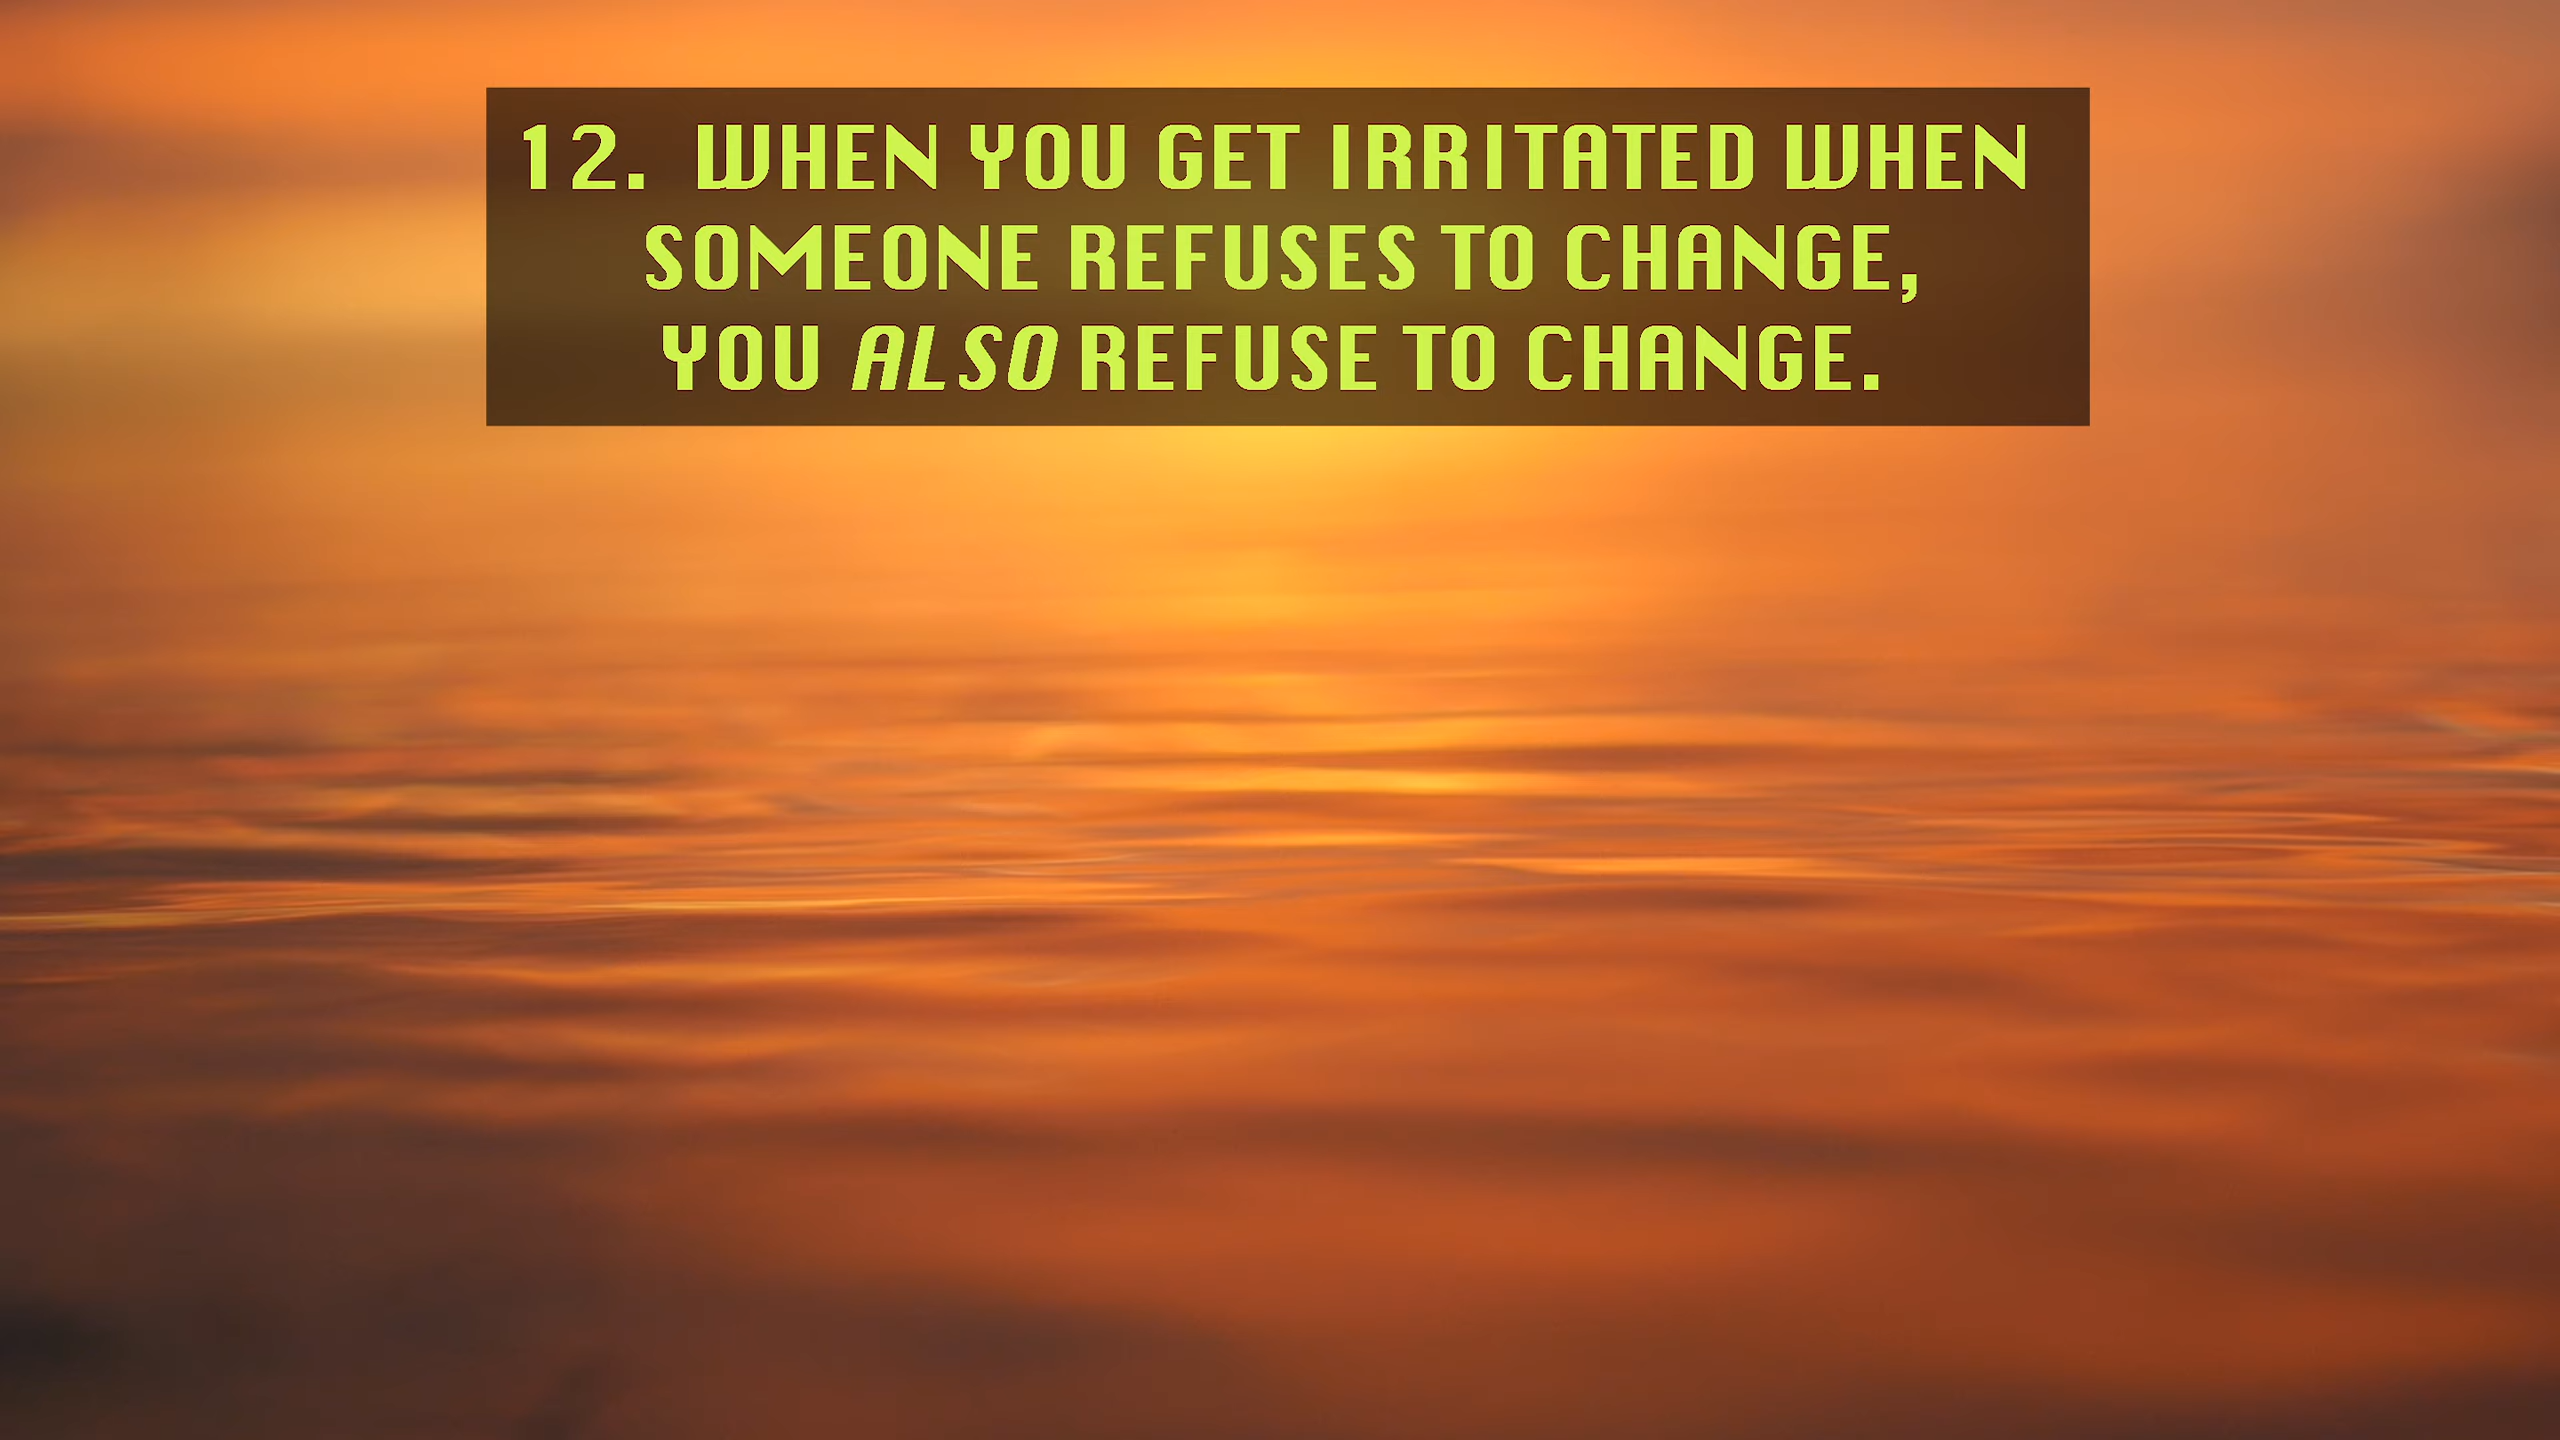 12. WHEN YOU GET IRRITATED WHEN
SOMEONE REFUSES TO CHANGE,
YOU ALSO REFUSE TO CHANGE.